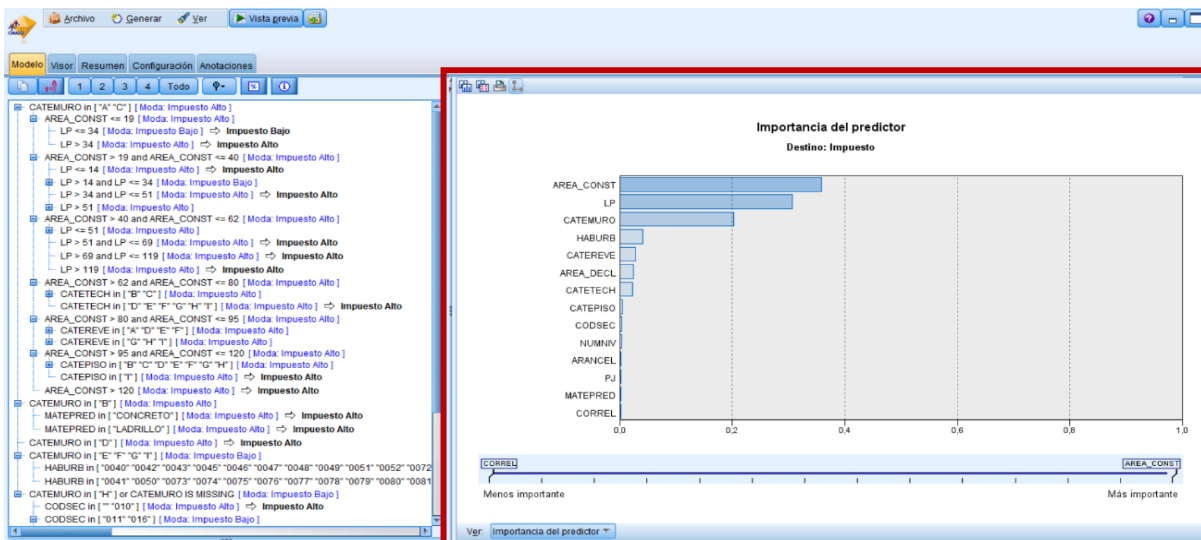 Archivo Generar Ver Vista previa
Modelo Visor Resumen Configuración Anotaciones
1 2 3 4 Todo
CATEMURO in [ "A" "C" ] [ Moda: Impuesto Alto ]
AREA_CONST <= 19 [ Moda: Impuesto Alto ]
LP <= 34 [ Moda: Impuesto Bajo ] ⇨ Impuesto Bajo
LP > 34 [ Moda: Impuesto Alto ] ⇨ Impuesto Alto
AREA_CONST > 19 and AREA_CONST <= 40 [ Moda: Impuesto Alto ]
LP <= 14 [ Moda: Impuesto Alto ] ⇨ Impuesto Alto
LP > 14 and LP <= 34 [ Moda: Impuesto Bajo ]
LP > 34 and LP <= 51 [ Moda: Impuesto Alto ] ⇨ Impuesto Alto
LP > 51 [ Moda: Impuesto Alto ]
AREA_CONST > 40 and AREA_CONST <= 62 [ Moda: Impuesto Alto ]
LP <= 51 [ Moda: Impuesto Alto ]
LP > 51 and LP <= 69 [ Moda: Impuesto Alto ] ⇨ Impuesto Alto
LP > 69 and LP <= 119 [ Moda: Impuesto Alto ] ⇨ Impuesto Alto
LP > 119 [ Moda: Impuesto Alto ] ⇨ Impuesto Alto
AREA_CONST > 62 and AREA_CONST <= 80 [ Moda: Impuesto Alto ]
CATETECH in [ "B" "C" ] [ Moda: Impuesto Alto ]
CATETECH in [ "D" "E" "F" "G" "H" "I" ] [ Moda: Impuesto Alto ] ⇨ Impuesto Alto
AREA_CONST > 80 and AREA_CONST <= 95 [ Moda: Impuesto Alto ]
CATEREVE in [ "A" "D" "E" "F" ] [ Moda: Impuesto Alto ]
CATEREVE in [ "G" "H" "I" ] [ Moda: Impuesto Alto ]
AREA_CONST > 95 and AREA_CONST <= 120 [ Moda: Impuesto Alto ]
CATEPISO in [ "B" "C" "D" "E" "F" "G" "H" ] [ Moda: Impuesto Alto ]
CATEPISO in [ "I" ] [ Moda: Impuesto Alto ] ⇨ Impuesto Alto
AREA_CONST > 120 [ Moda: Impuesto Alto ] ⇨ Impuesto Alto
CATEMURO in [ "B" ] [ Moda: Impuesto Alto ]
MATEPRED in [ "CONCRETO" ] [ Moda: Impuesto Alto ] ⇨ Impuesto Alto
MATEPRED in [ "LADRILLO" ] [ Moda: Impuesto Alto ] ⇨ Impuesto Alto
CATEMURO in [ "D" ] [ Moda: Impuesto Alto ] ⇨ Impuesto Alto
CATEMURO in [ "E" "F" "G" "I" ] [ Moda: Impuesto Bajo ]
HABURB in [ "0040" "0042" "0043" "0045" "0046" "0047" "0048" "0049" "0051" "0052" "0072
HABURB in [ "0041" "0050" "0073" "0074" "0075" "0076" "0077" "0078" "0079" "0080" "0081
CATEMURO in [ "H" ] or CATEMURO IS MISSING [ Moda: Impuesto Bajo ]
CODSEC in [ "" "010" ] [ Moda: Impuesto Alto ] ⇨ Impuesto Alto
CODSEC in [ "011" "016" ] [ Moda: Impuesto Bajo ]
Importancia del predictor
Destino: Impuesto
AREA_CONST
LP
CATEMURO
HABURB
CATEREVE
AREA_DECL
CATETECH
CATEPISO
CODSEC
NUMNIV
ARANCEL
PJ
MATEPRED
CORREL
0,0 0,2 0,4 0,6 0,8 1,0
CORREL AREA_CONST
Menos importante Más importante
Ver: Importancia del predictor